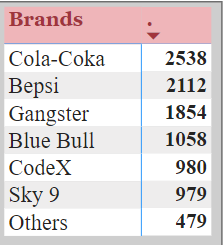 Brands .
Cola-Coka 2538
Bepsi 2112
Gangster 1854
Blue Bull 1058
CodeX 980
Sky 9 979
Others 479